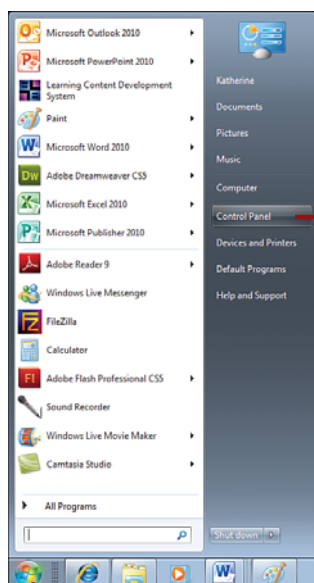 Microsoft Outlook 2010
Microsoft PowerPoint 2010
Learning Content Development
System
Paint
Microsoft Word 2010
Adobe Dreamweaver CS5
Microsoft Excel 2010
Microsoft Publisher 2010
Adobe Reader 9
Windows Live Messenger
FileZilla
Calculator
Adobe Flash Professional CS5
Sound Recorder
Windows Live Movie Maker
Camtasia Studio
All Programs
Katherine
Documents
Pictures
Music
Computer
Control Panel
Devices and Printers
Default Programs
Help and Support
Shut down